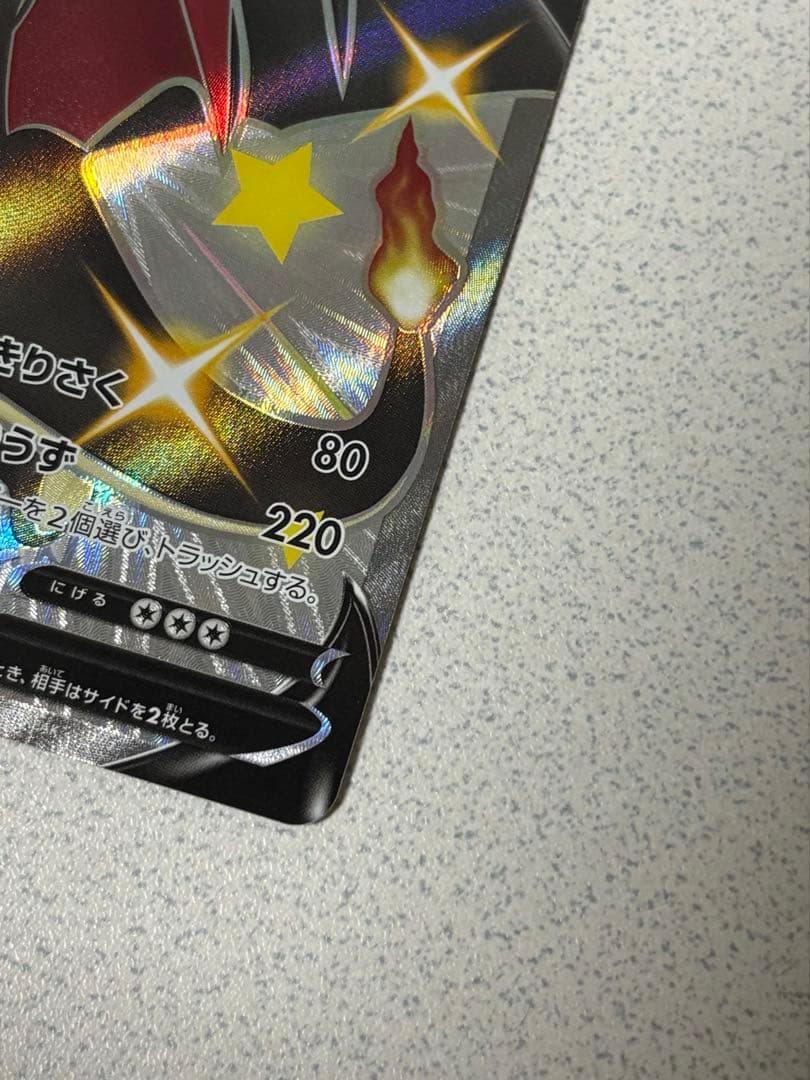 きりさく 80
うず 220
ーを2個選び、トラッシュする。
にげる
き、相手はサイドを2枚とる。